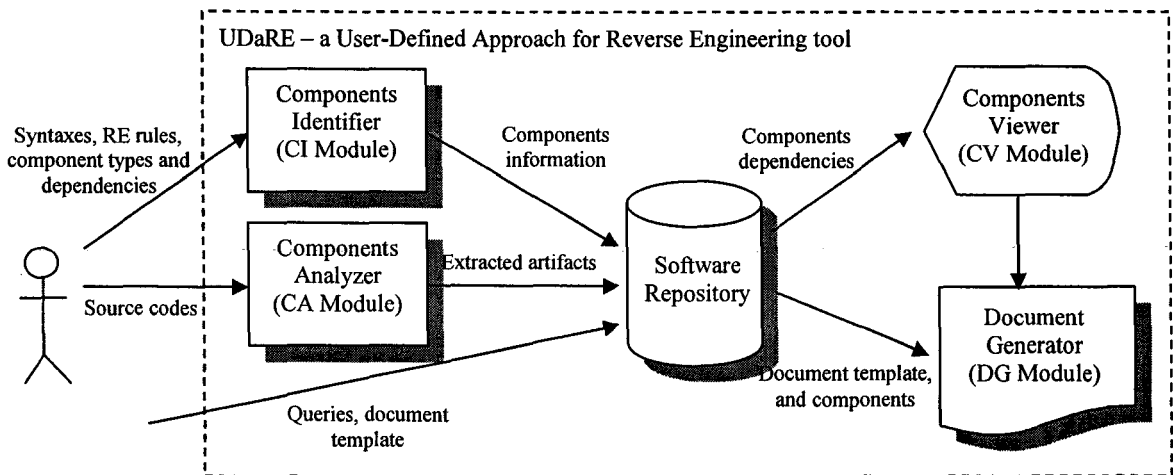 UDaRE – a User-Defined Approach for Reverse Engineering tool
Syntaxes, RE rules,
component types and
dependencies
Components
Identifier
(CI Module)
Components
information
Components
dependencies
Components
Viewer
(CV Module)
Source codes
Components
Analyzer
(CA Module)
Extracted artifacts
Software
Repository
Document
Generator
(DG Module)
Document template,
and components
Queries, document
template